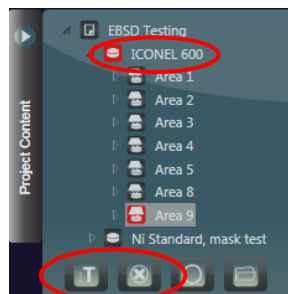 EBSD Testing
ICONEL 600
Area 1
Area 2
Area 3
Area 4
Area 5
Area 8
Area 9
Ni Standard, mask test
Project Content
T